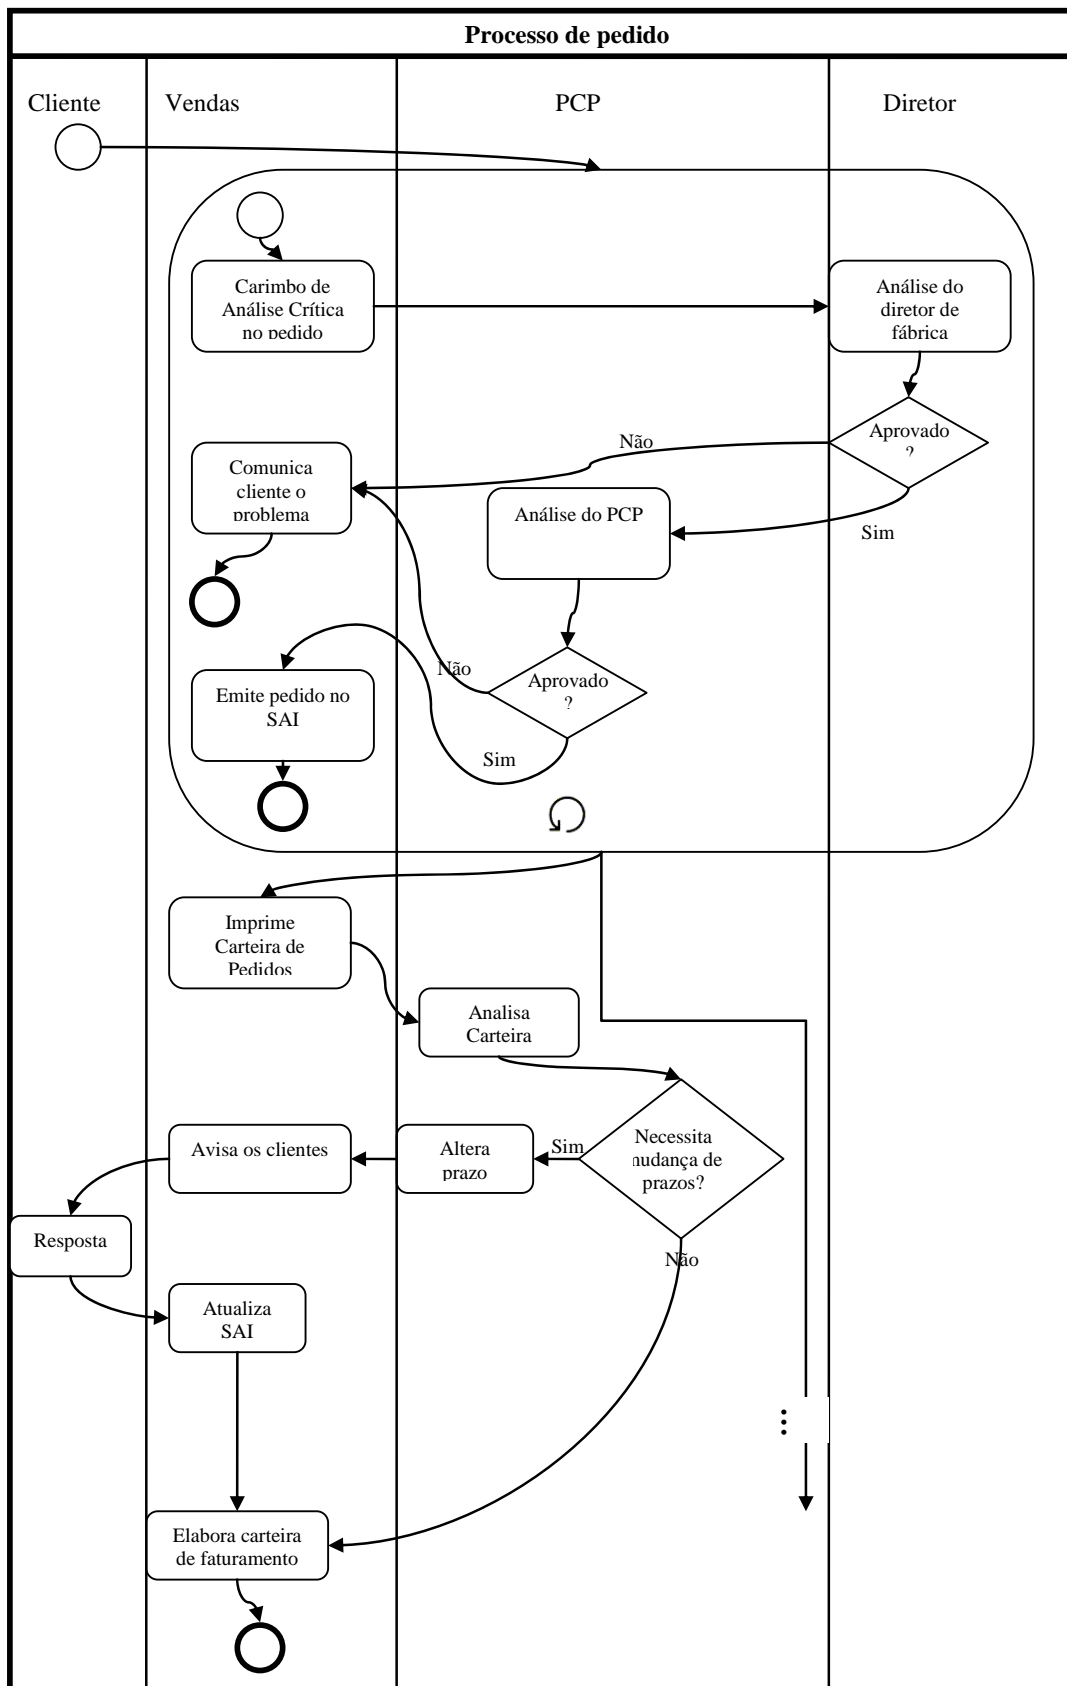 Processo de pedido
Cliente
Vendas
PCP
Diretor
Carimbo de
Análise Crítica
no pedido
Análise do
diretor de
fábrica
Aprovado
?
Não
Sim
Comunica
cliente o
problema
Análise do PCP
Não
Aprovado
?
Sim
Emite pedido no
SAI
Imprime
Carteira de
Pedidos
Analisa
Carteira
Necessita
mudança de
prazos?
Sim
Altera
prazo
Avisa os clientes
Resposta
Não
Atualiza
SAI
Elabora carteira
de faturamento